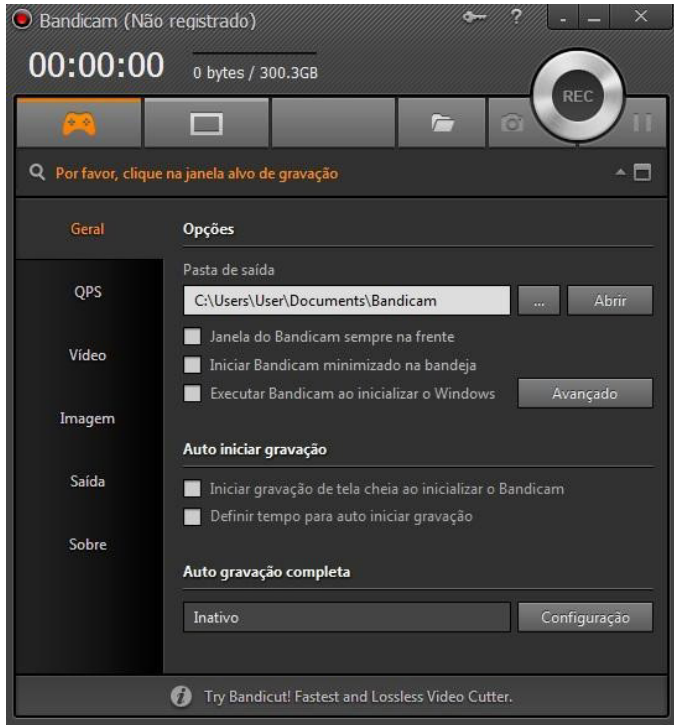 Bandicam (Não registrado)
?
00:00:00
0 bytes / 300.3GB
REC
Por favor, clique na janela alvo de gravação
Geral
QPS
Vídeo
Imagem
Saída
Sobre
Opções
Pasta de saída
C:\Users\User\Documents\Bandicam
...
Abrir
Janela do Bandicam sempre na frente
Iniciar Bandicam minimizado na bandeja
Executar Bandicam ao inicializar o Windows
Avançado
Auto iniciar gravação
Iniciar gravação de tela cheia ao inicializar o Bandicam
Definir tempo para auto iniciar gravação
Auto gravação completa
Inativo
Configuração
Try Bandicut! Fastest and Lossless Video Cutter.